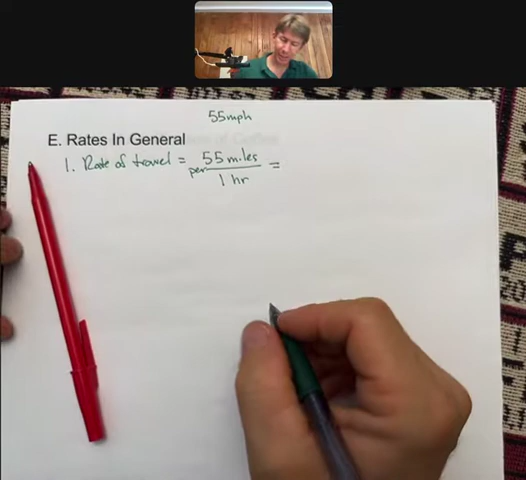 55mph
E. Rates In General
1. Rate of travel = 55 miles =
per
1 hr